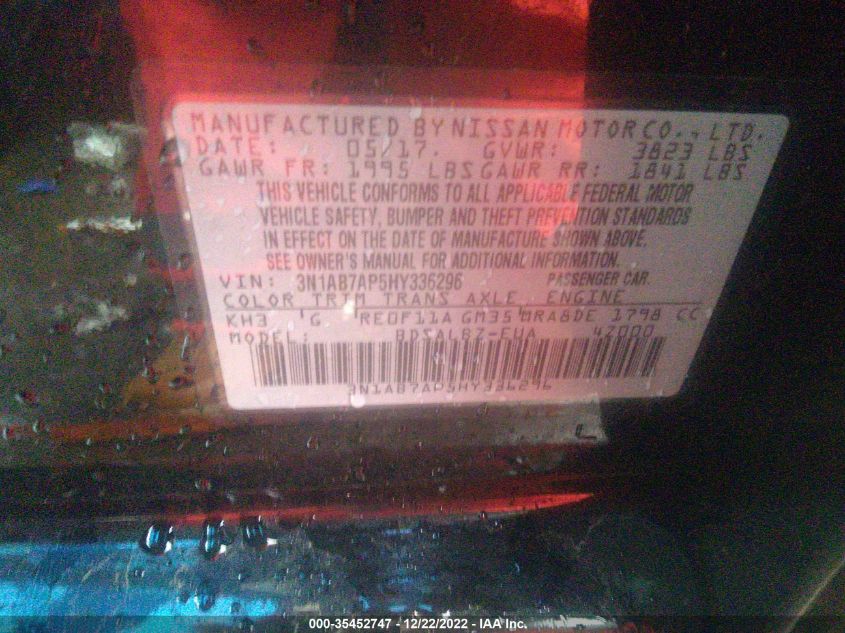 MANUFACTURED BY NISSAN MOTOR CO., LTD.
DATE: 05/17. GVWR: 3823 LBS
GAWR FR: 1995 LBS GAWR RR: 1841 LBS
THIS VEHICLE CONFORMS TO ALL APPLICABLE FEDERAL MOTOR
VEHICLE SAFETY, BUMPER AND THEFT PREVENTION STANDARDS
IN EFFECT ON THE DATE OF MANUFACTURE SHOWN ABOVE.
SEE OWNER'S MANUAL FOR ADDITIONAL INFORMATION.
VIN: 3N1AB7AP5HY336296 PASSENGER CAR.
COLOR TRIM TRANS AXLE ENGINE
KH3 G RE0F11A GM35 MRA8DE 1798 CC
MODEL: BDSALBZ-EUA 42000
3N1AB7AP5HY336296
000-35452747 - 12/22/2022 - IAA Inc.